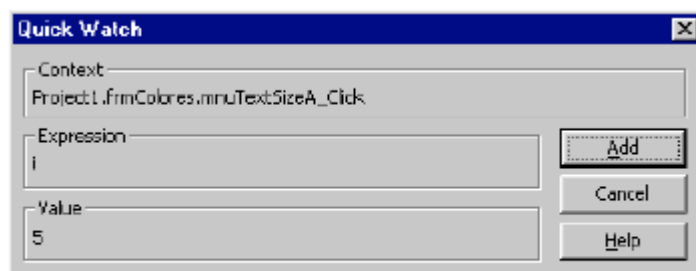 Quick Watch
Context
Project1.frmColores.mnuTextSizeA_Click
Expression
i
Add
Cancel
Value
5
Help